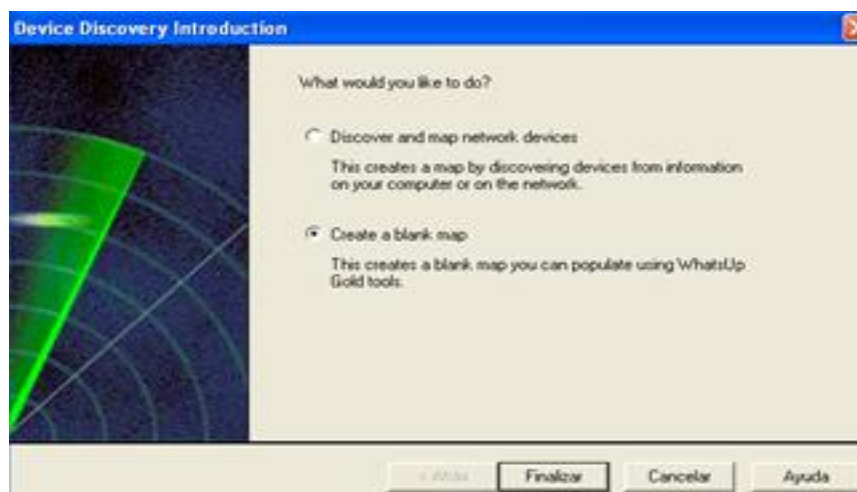 Device Discovery Introduction
What would you like to do?
Discover and map network devices
This creates a map by discovering devices from information
on your computer or on the network.
Create a blank map
This creates a blank map you can populate using WhatsUp
Gold tools.
< Atrás Finalizar Cancelar Ayuda